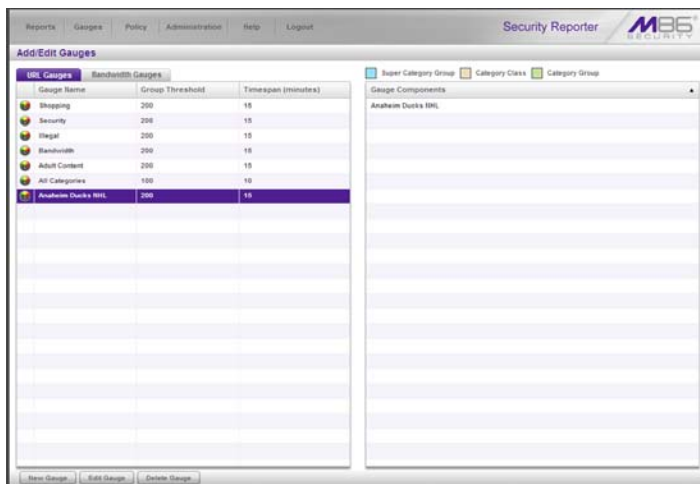 Reports Gauges Policy Administration Help Logout
Security Reporter
M86 SECURITY
Add/Edit Gauges
URL Gauges Bandwidth Gauges
Super Category Group Category Class Category Group
Gauge Name Group Threshold Timespan (minutes)
Gauge Components
Shopping 200 15
Anaheim Ducks NHL
Security 200 15
Illegal 200 15
Bandwidth 200 15
Adult Content 200 15
All Categories 100 10
Anaheim Ducks NHL 200 15
New Gauge Edit Gauge Delete Gauge